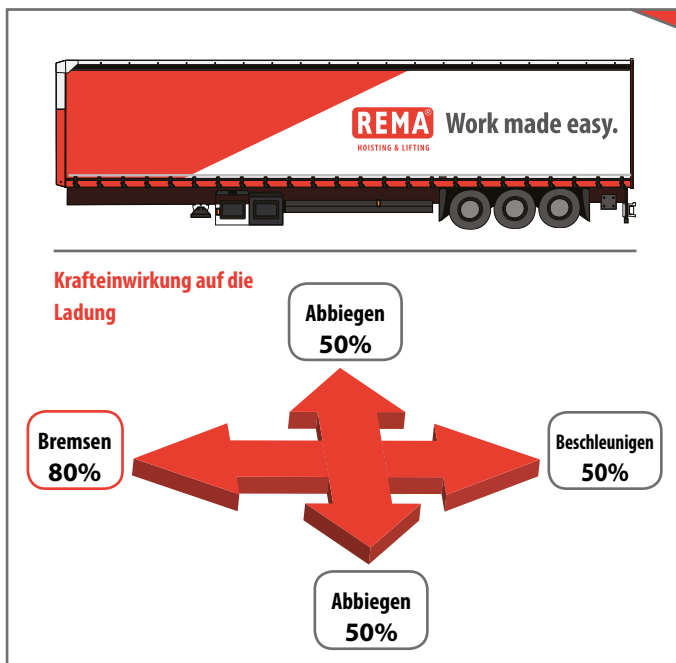 REMA®
HOISTING & LIFTING
Work made easy.
Krafteinwirkung auf die
Ladung
Abbiegen
50%
Bremsen
80%
Beschleunigen
50%
Abbiegen
50%